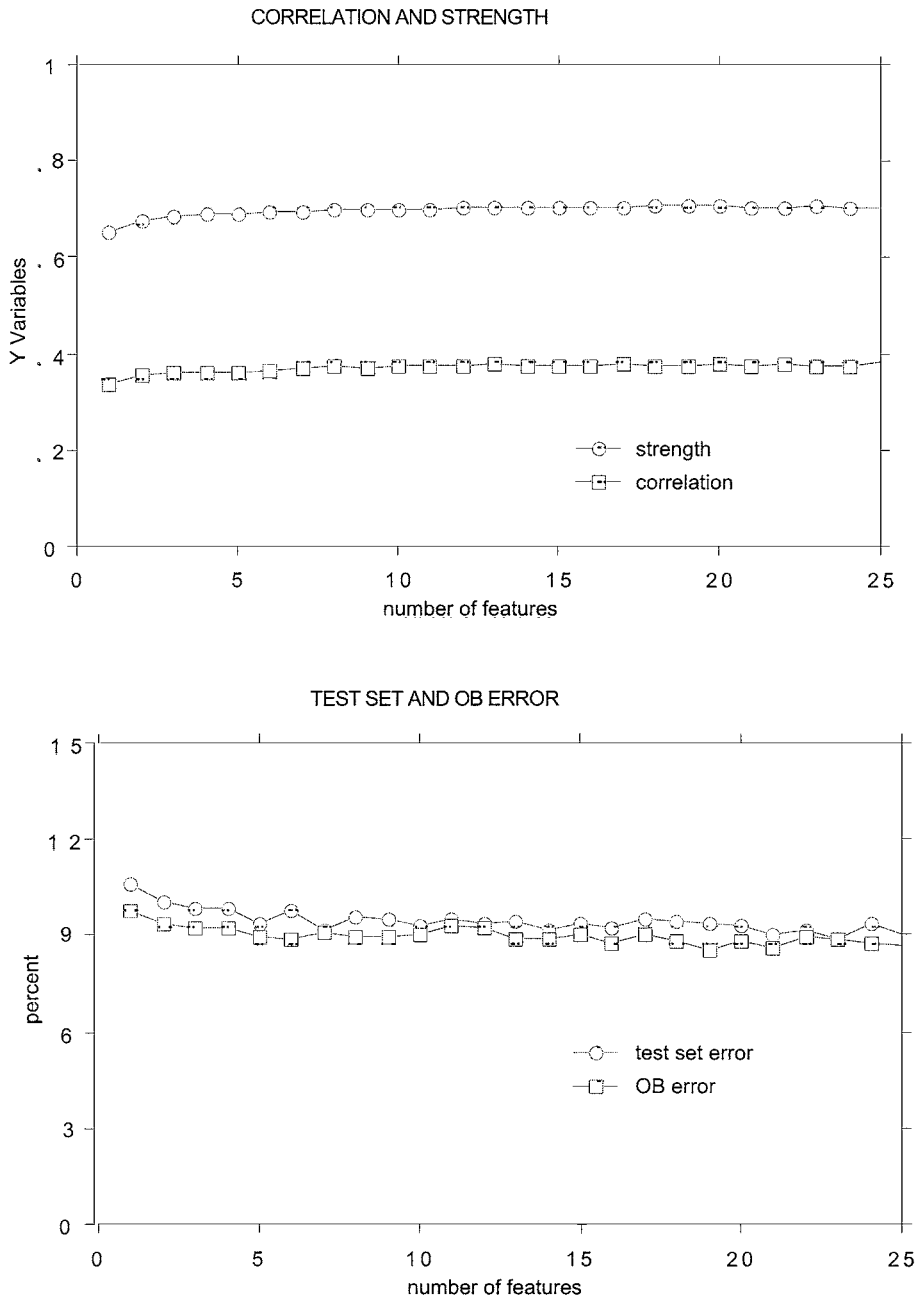 CORRELATION AND STRENGTH
1
.8
.6
.4
.2
0
Y Variables
strength
correlation
0 5 10 15 20 25
number of features
TEST SET AND OB ERROR
15
12
9
6
3
0
percent
test set error
OB error
0 5 10 15 20 25
number of features